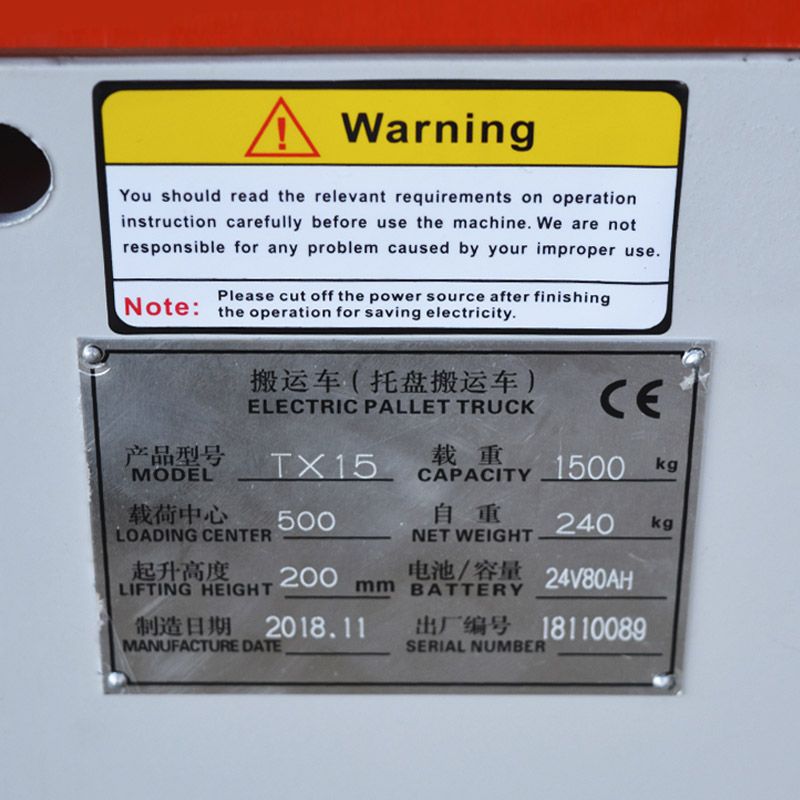 Warning
You should read the relevant requirements on operation
instruction carefully before use the machine. We are not
responsible for any problem caused by your improper use.
Note: Please cut off the power source after finishing
the operation for saving electricity.
搬运车（托盘搬运车）
ELECTRIC PALLET TRUCK
CE
产品型号
MODEL TX15
载重
CAPACITY 1500 kg
载荷中心
LOADING CENTER 500
自重
NET WEIGHT 240 kg
起升高度
LIFTING HEIGHT 200 mm
电池/容量
BATTERY 24V80AH
制造日期
MANUFACTURE DATE 2018.11
出厂编号
SERIAL NUMBER 18110089